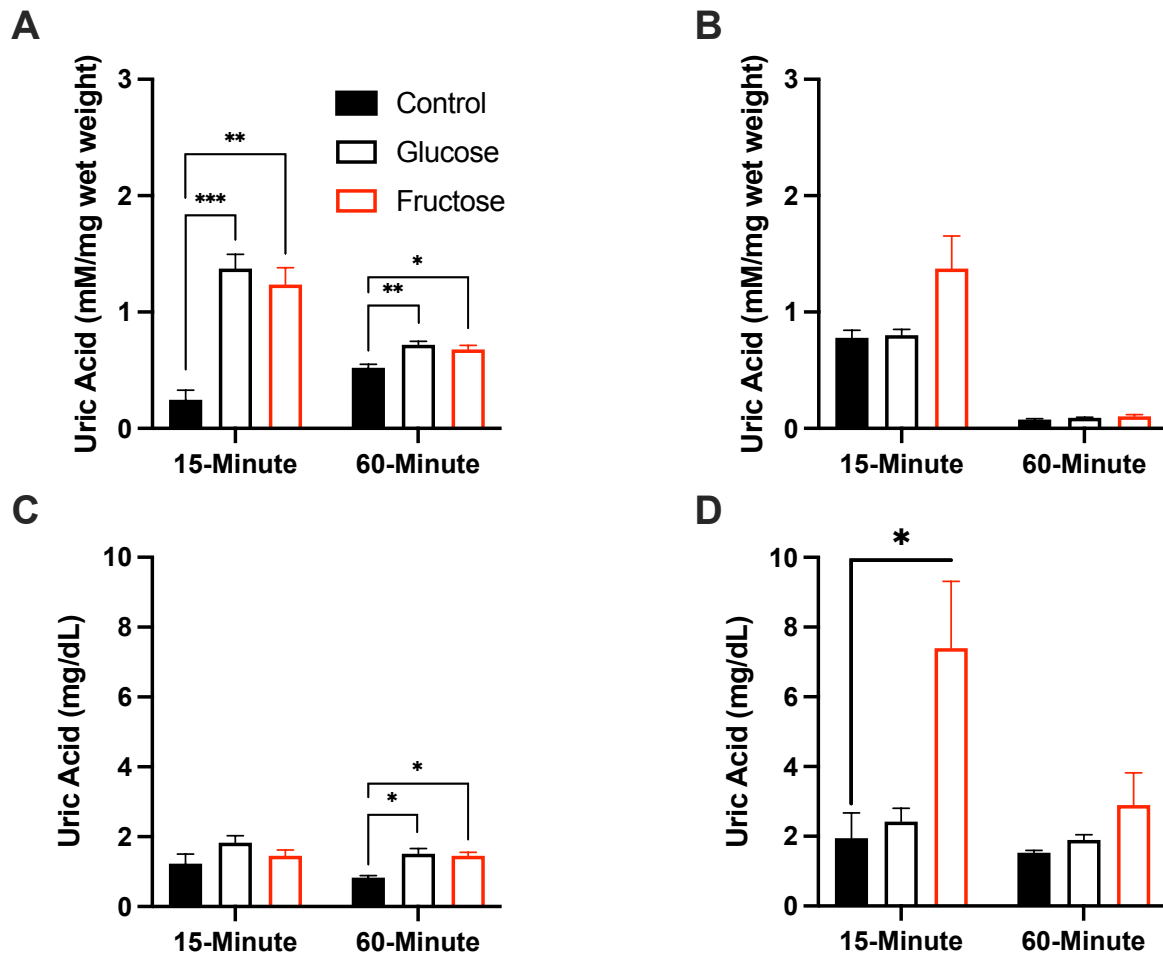 A
Uric Acid (mM/mg wet weight)
3
2
1
0
Control
Glucose
Fructose
**
***
*
**
15-Minute
60-Minute
B
Uric Acid (mM/mg wet weight)
3
2
1
0
15-Minute
60-Minute
C
Uric Acid (mg/dL)
10
8
6
4
2
0
*
*
15-Minute
60-Minute
D
Uric Acid (mg/dL)
10
8
6
4
2
0
*
15-Minute
60-Minute